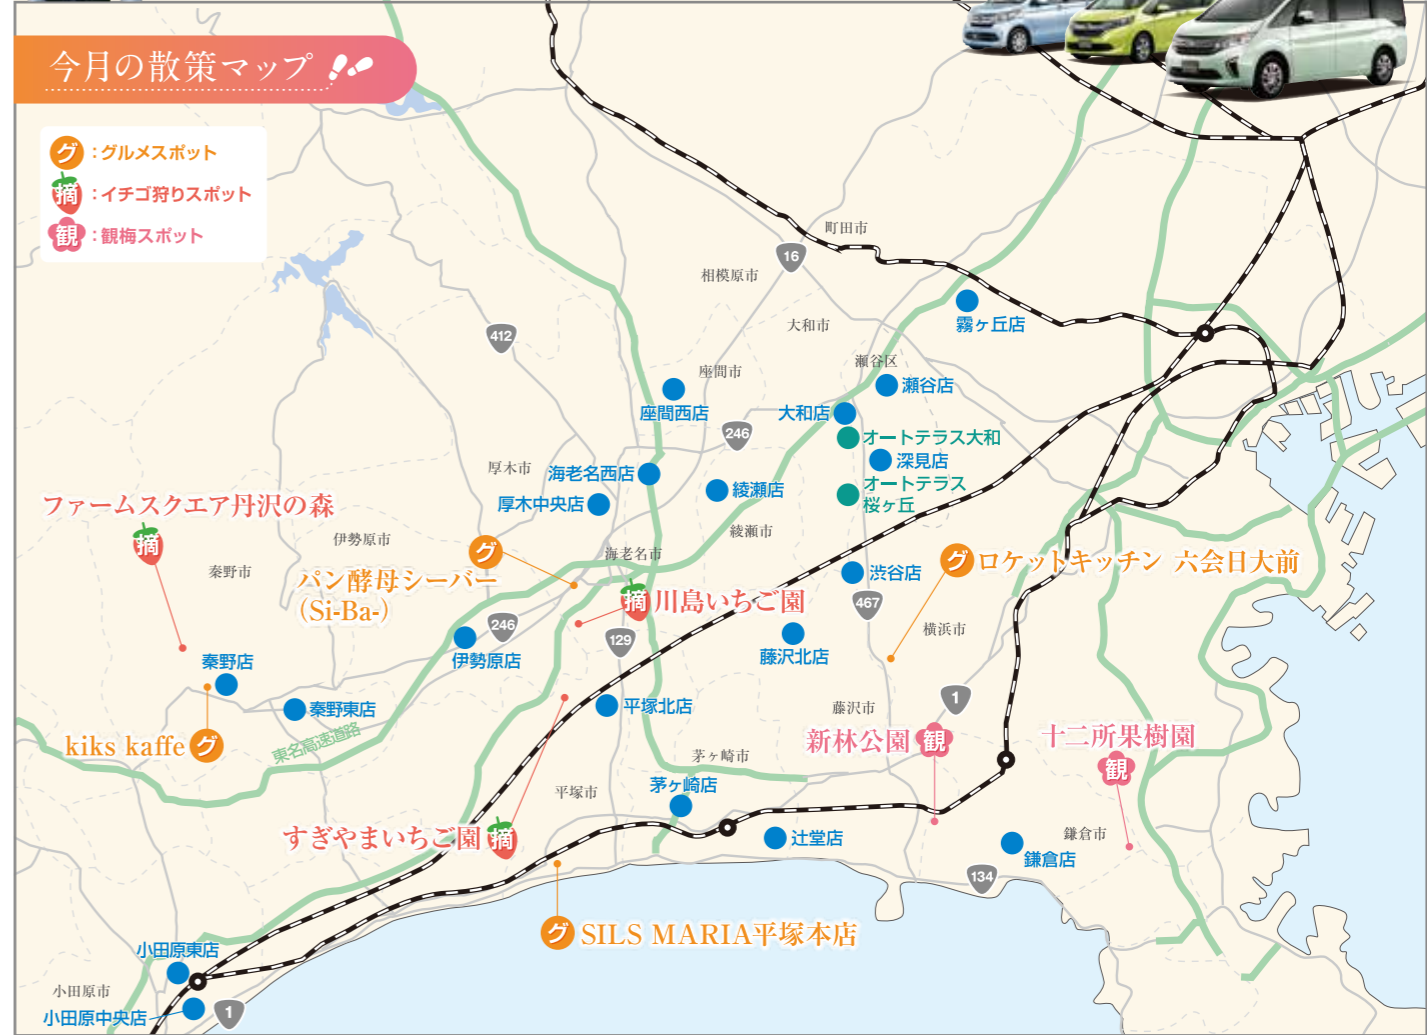 今月の散策マップ
グ：グルメスポット
摘：イチゴ狩りスポット
観：観梅スポット
町田市
16
相模原市
霧ヶ丘店
大和市
412
瀬谷区
座間市
瀬谷店
座間西店
大和店
246
オートテラス大和
厚木市
海老名西店
深見店
綾瀬店
オートテラス
桜ヶ丘
厚木中央店
ファームスクエア丹沢の森
摘
伊勢原市
綾瀬市
グ
海老名市
グ ロケットキッチン 六会日大前
秦野市
パン酵母シーバー
(Si-Ba-)
渋谷店
摘 川島いちご園
467
246
129
横浜市
伊勢原店
藤沢北店
秦野店
秦野東店
平塚北店
1
藤沢市
kiks kaffe グ
東名高速道路
新林公園 観
十二所果樹園
観
茅ヶ崎市
茅ヶ崎店
平塚市
すぎやまいちご園 摘
辻堂店
鎌倉市
鎌倉店
134
グ SILS MARIA平塚本店
小田原東店
小田原市
小田原中央店
1